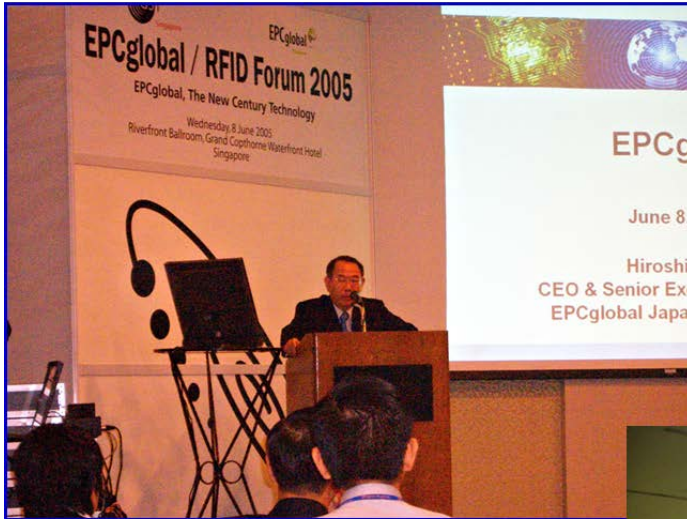 Singapore
EPCglobal
EPCglobal / RFID Forum 2005
EPCglobal, The New Century Technology
Wednesday, 8 June 2005
Riverfront Ballroom, Grand Copthorne Waterfront Hotel
Singapore
EPCg
June 8
Hiroshi
CEO & Senior Ex
EPCglobal Japa